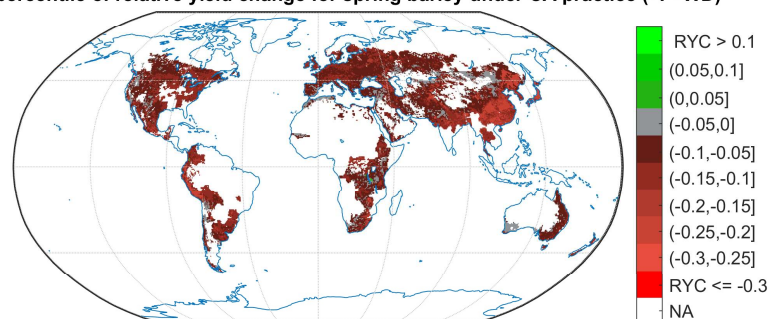 of relative yield change for spring barley under CA practice (
RYC > 0.1
(0.05,0.1]
(0,0.05]
(-0.05,0]
(-0.1,-0.05]
(-0.15,-0.1]
(-0.2,-0.15]
(-0.25,-0.2]
(-0.3,-0.25]
RYC <= -0.3
NA